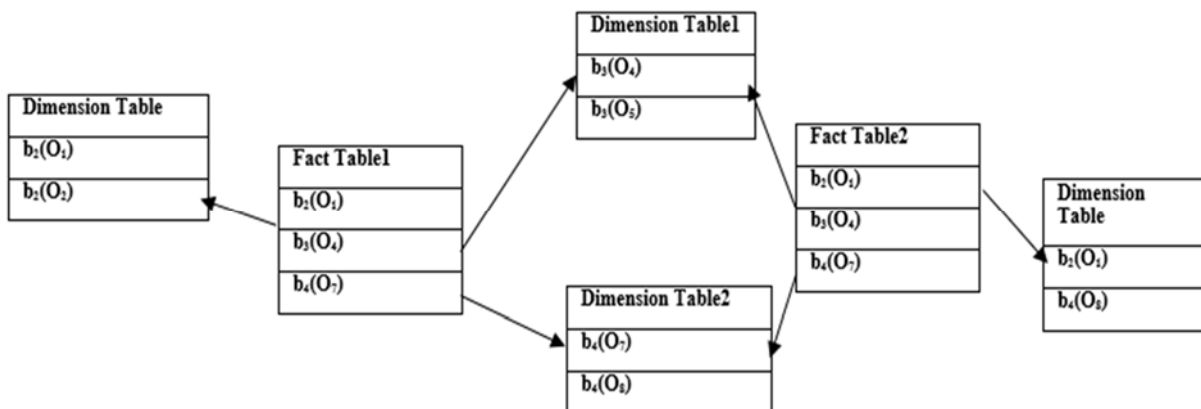 Dimension Table
b₂(O₁)
b₂(O₂)
Fact Table1
b₂(O₁)
b₃(O₄)
b₄(O₇)
Dimension Table1
b₃(O₄)
b₃(O₅)
Dimension Table2
b₄(O₇)
b₄(O₈)
Fact Table2
b₂(O₁)
b₃(O₄)
b₄(O₇)
Dimension
Table
b₂(O₁)
b₄(O₈)